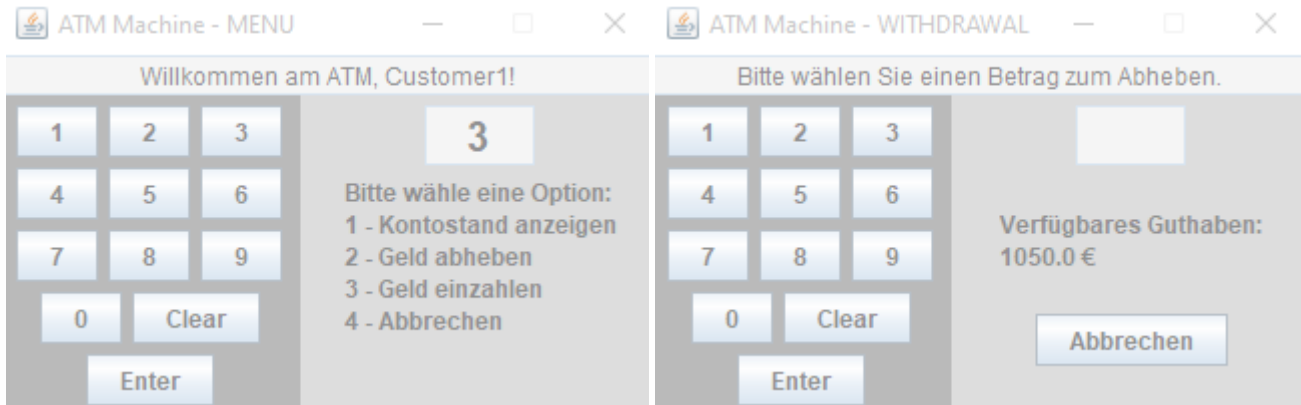 ATM Machine - MENU
Willkommen am ATM, Customer1!
1 2 3
4 5 6
7 8 9
0 Clear
Enter
3
Bitte wähle eine Option:
1 - Kontostand anzeigen
2 - Geld abheben
3 - Geld einzahlen
4 - Abbrechen
ATM Machine - WITHDRAWAL
Bitte wählen Sie einen Betrag zum Abheben.
1 2 3
4 5 6
7 8 9
0 Clear
Enter
Verfügbares Guthaben:
1050.0 €
Abbrechen